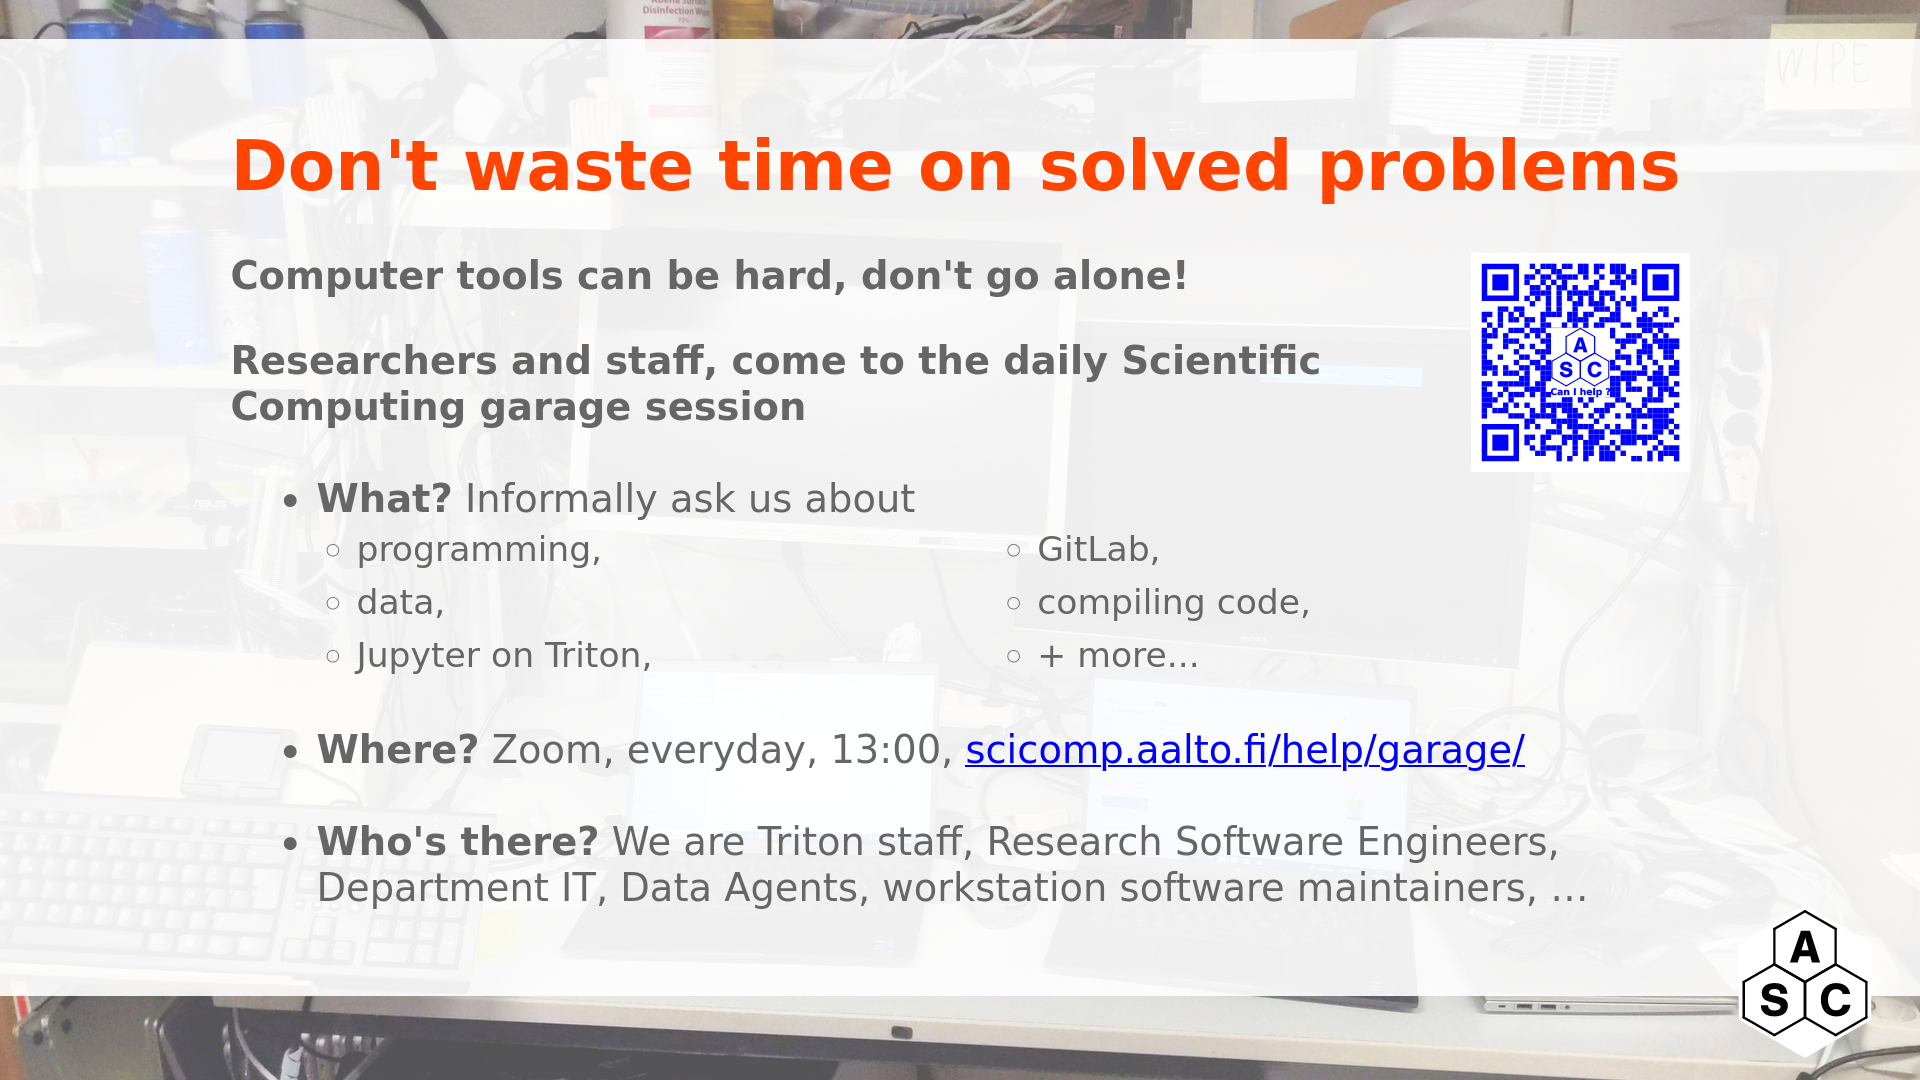 Disinfection Wipe
WIPE
Don't waste time on solved problems
Computer tools can be hard, don't go alone!
Researchers and staff, come to the daily Scientific
Computing garage session
A
S C
Can I help ?
• What? Informally ask us about
○ programming,
○ data,
○ Jupyter on Triton,
○ GitLab,
○ compiling code,
○ + more...
• Where? Zoom, everyday, 13:00, scicomp.aalto.fi/help/garage/
• Who's there? We are Triton staff, Research Software Engineers,
Department IT, Data Agents, workstation software maintainers, ...
A
S C